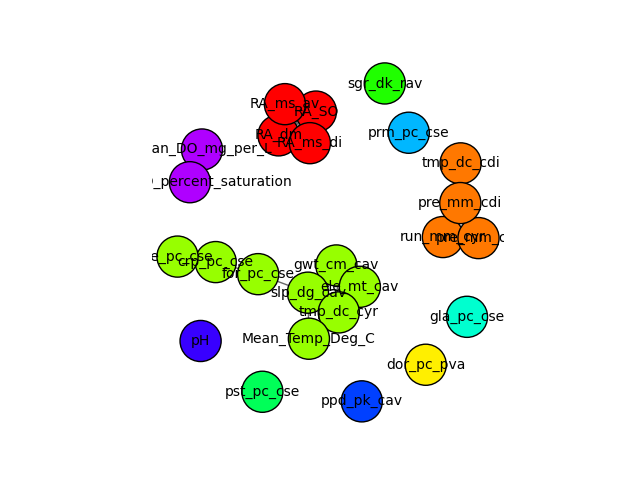 sgr_dk_rav
RA_ms_av
RA_SO
prm_pc_cse
RA_dm
RA_ms_di
an_DO_mg_per_L
tmp_dc_cdi
_percent_saturation
pre_mm_cdi
run_mm_cyr
pre_mm_c
e_pc_cse
crp_pc_cse
for_pc_cse
gwt_cm_cav
ele_mt_cav
slp_dg_cav
tmp_dc_cyr
gla_pc_cse
Mean_Temp_Deg_C
pH
dor_pc_pva
pst_pc_cse
ppd_pk_cav